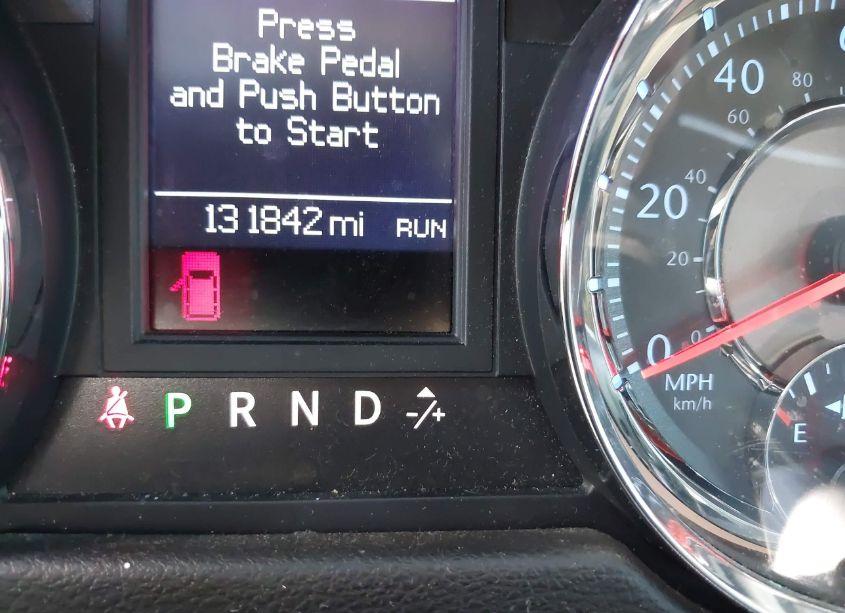 Press
Brake Pedal
and Push Button
to Start
131842 mi RUN
P R N D -/+
40
80
60
20
40
20
0
0
MPH
km/h
E